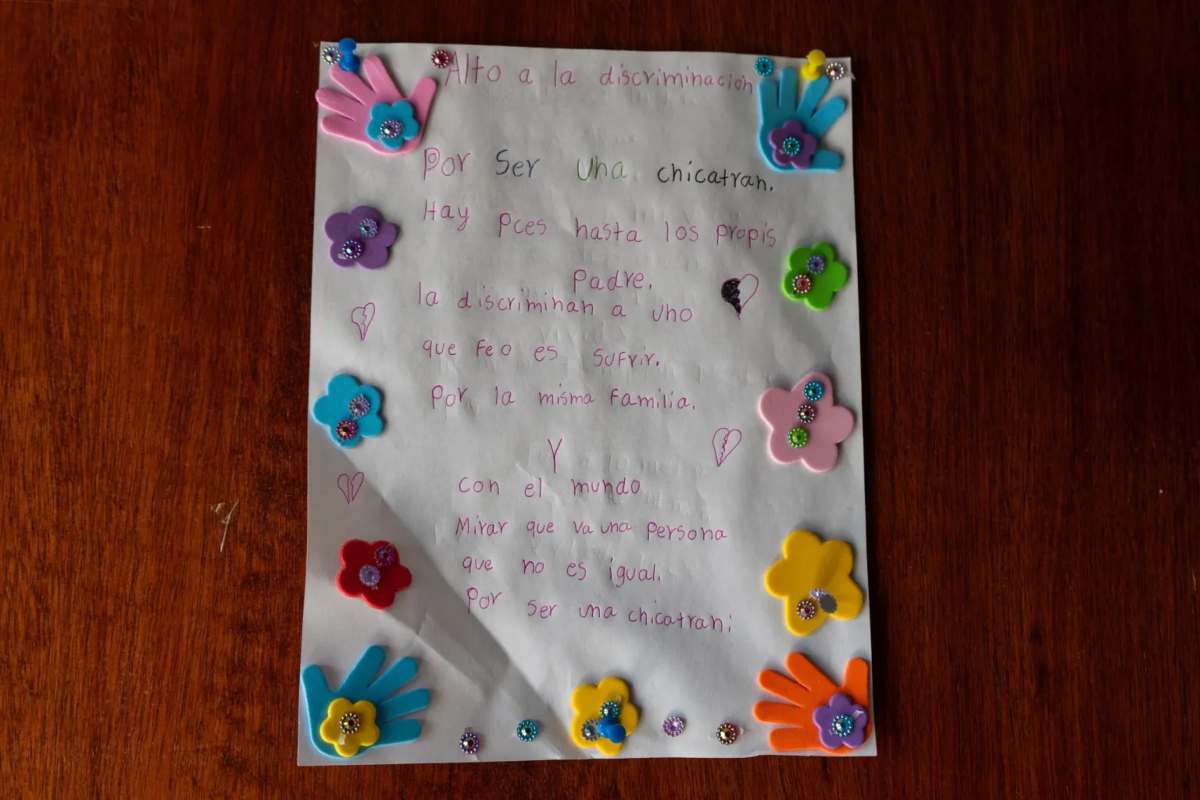 Alto a la discriminación
Por Ser una chicatran.
Hay pces hasta los propis
Padre.
la discriminan a uno
que feo es Sufrir.
Por la misma familia.
Y
con el mundo
Mirar que va una persona
que no es igual.
Por ser una chicatran;